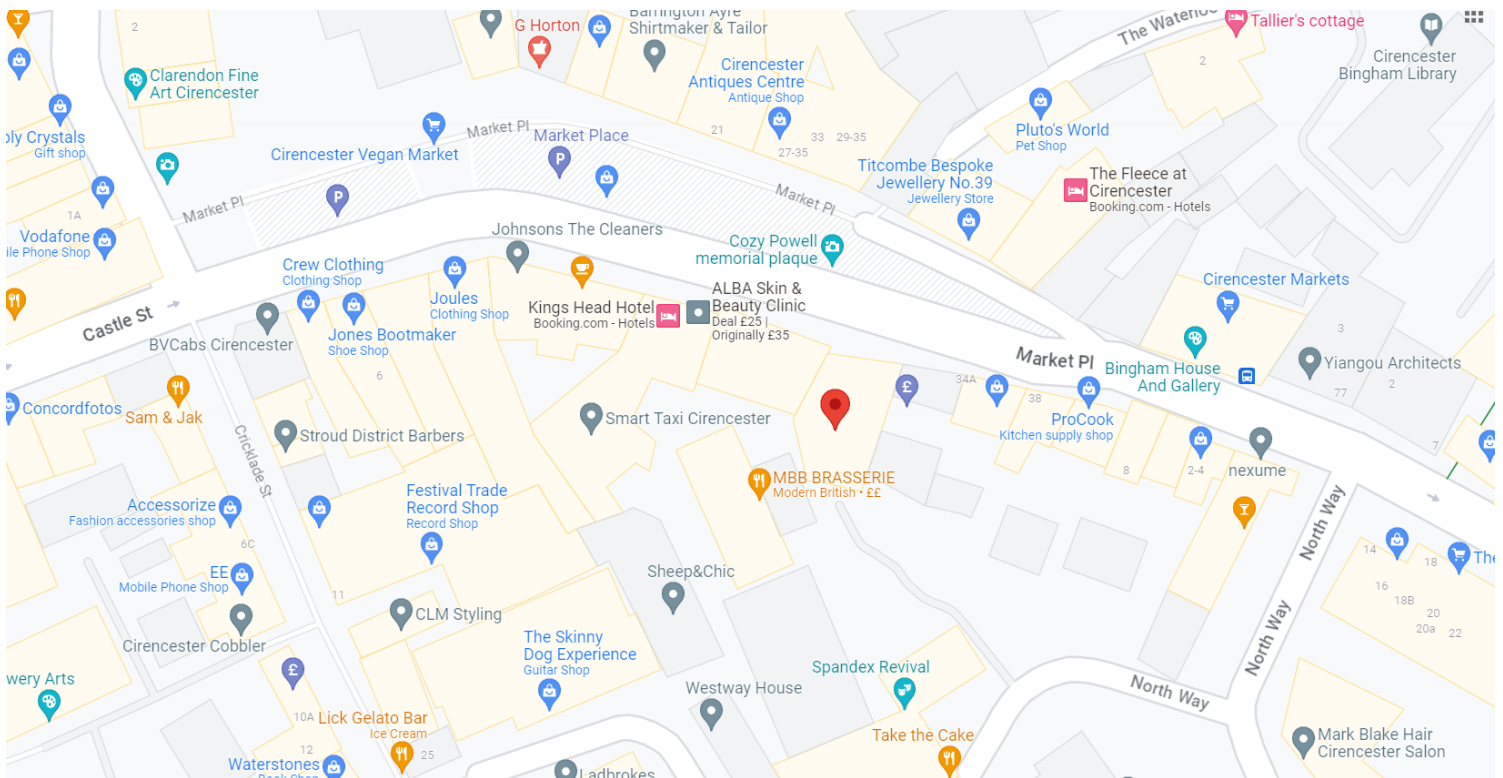 2
G Horton
Barrington Ayre
Shirtmaker & Tailor
The Waterloo
Tallier's cottage
Cirencester
Bingham Library
2
Clarendon Fine
Art Cirencester
Cirencester
Antiques Centre
Antique Shop
Crystals
Gift shop
Cirencester Vegan Market
Market Pl
Market Place
21
33
29-35
27-35
Pluto's World
Pet Shop
Titcombe Bespoke
Jewellery No.39
Jewellery Store
The Fleece at
Cirencester
Booking.com - Hotels
Market Pl
Market Pl
1A
Vodafone
Mobile Phone Shop
Johnsons The Cleaners
Cozy Powell
memorial plaque
Crew Clothing
Clothing Shop
Joules
Clothing Shop
Kings Head Hotel
Booking.com - Hotels
ALBA Skin &
Beauty Clinic
Deal £25 |
Originally £35
Cirencester Markets
Castle St
BVCabs Cirencester
Jones Bootmaker
Shoe Shop
3
Market Pl
Bingham House
And Gallery
Yiangou Architects
77
2
6
34A
38
Concordfotos
Sam & Jak
Smart Taxi Cirencester
ProCook
Kitchen supply shop
Stroud District Barbers
Cricklade St
7
8
2-4
nexume
MBB BRASSERIE
Modern British • ££
Accessorize
Fashion accessories shop
Festival Trade
Record Shop
Record Shop
6C
North Way
14
18
The
EE
Mobile Phone Shop
Sheep&Chic
16
18B
20
20a
22
11
CLM Styling
Cirencester Cobbler
The Skinny
Dog Experience
Guitar Shop
North Way
wery Arts
Spandex Revival
Westway House
North Way
10A
Lick Gelato Bar
Ice Cream
12
25
Take the Cake
Mark Blake Hair
Cirencester Salon
Waterstones
Book Shop
Ladbrokes